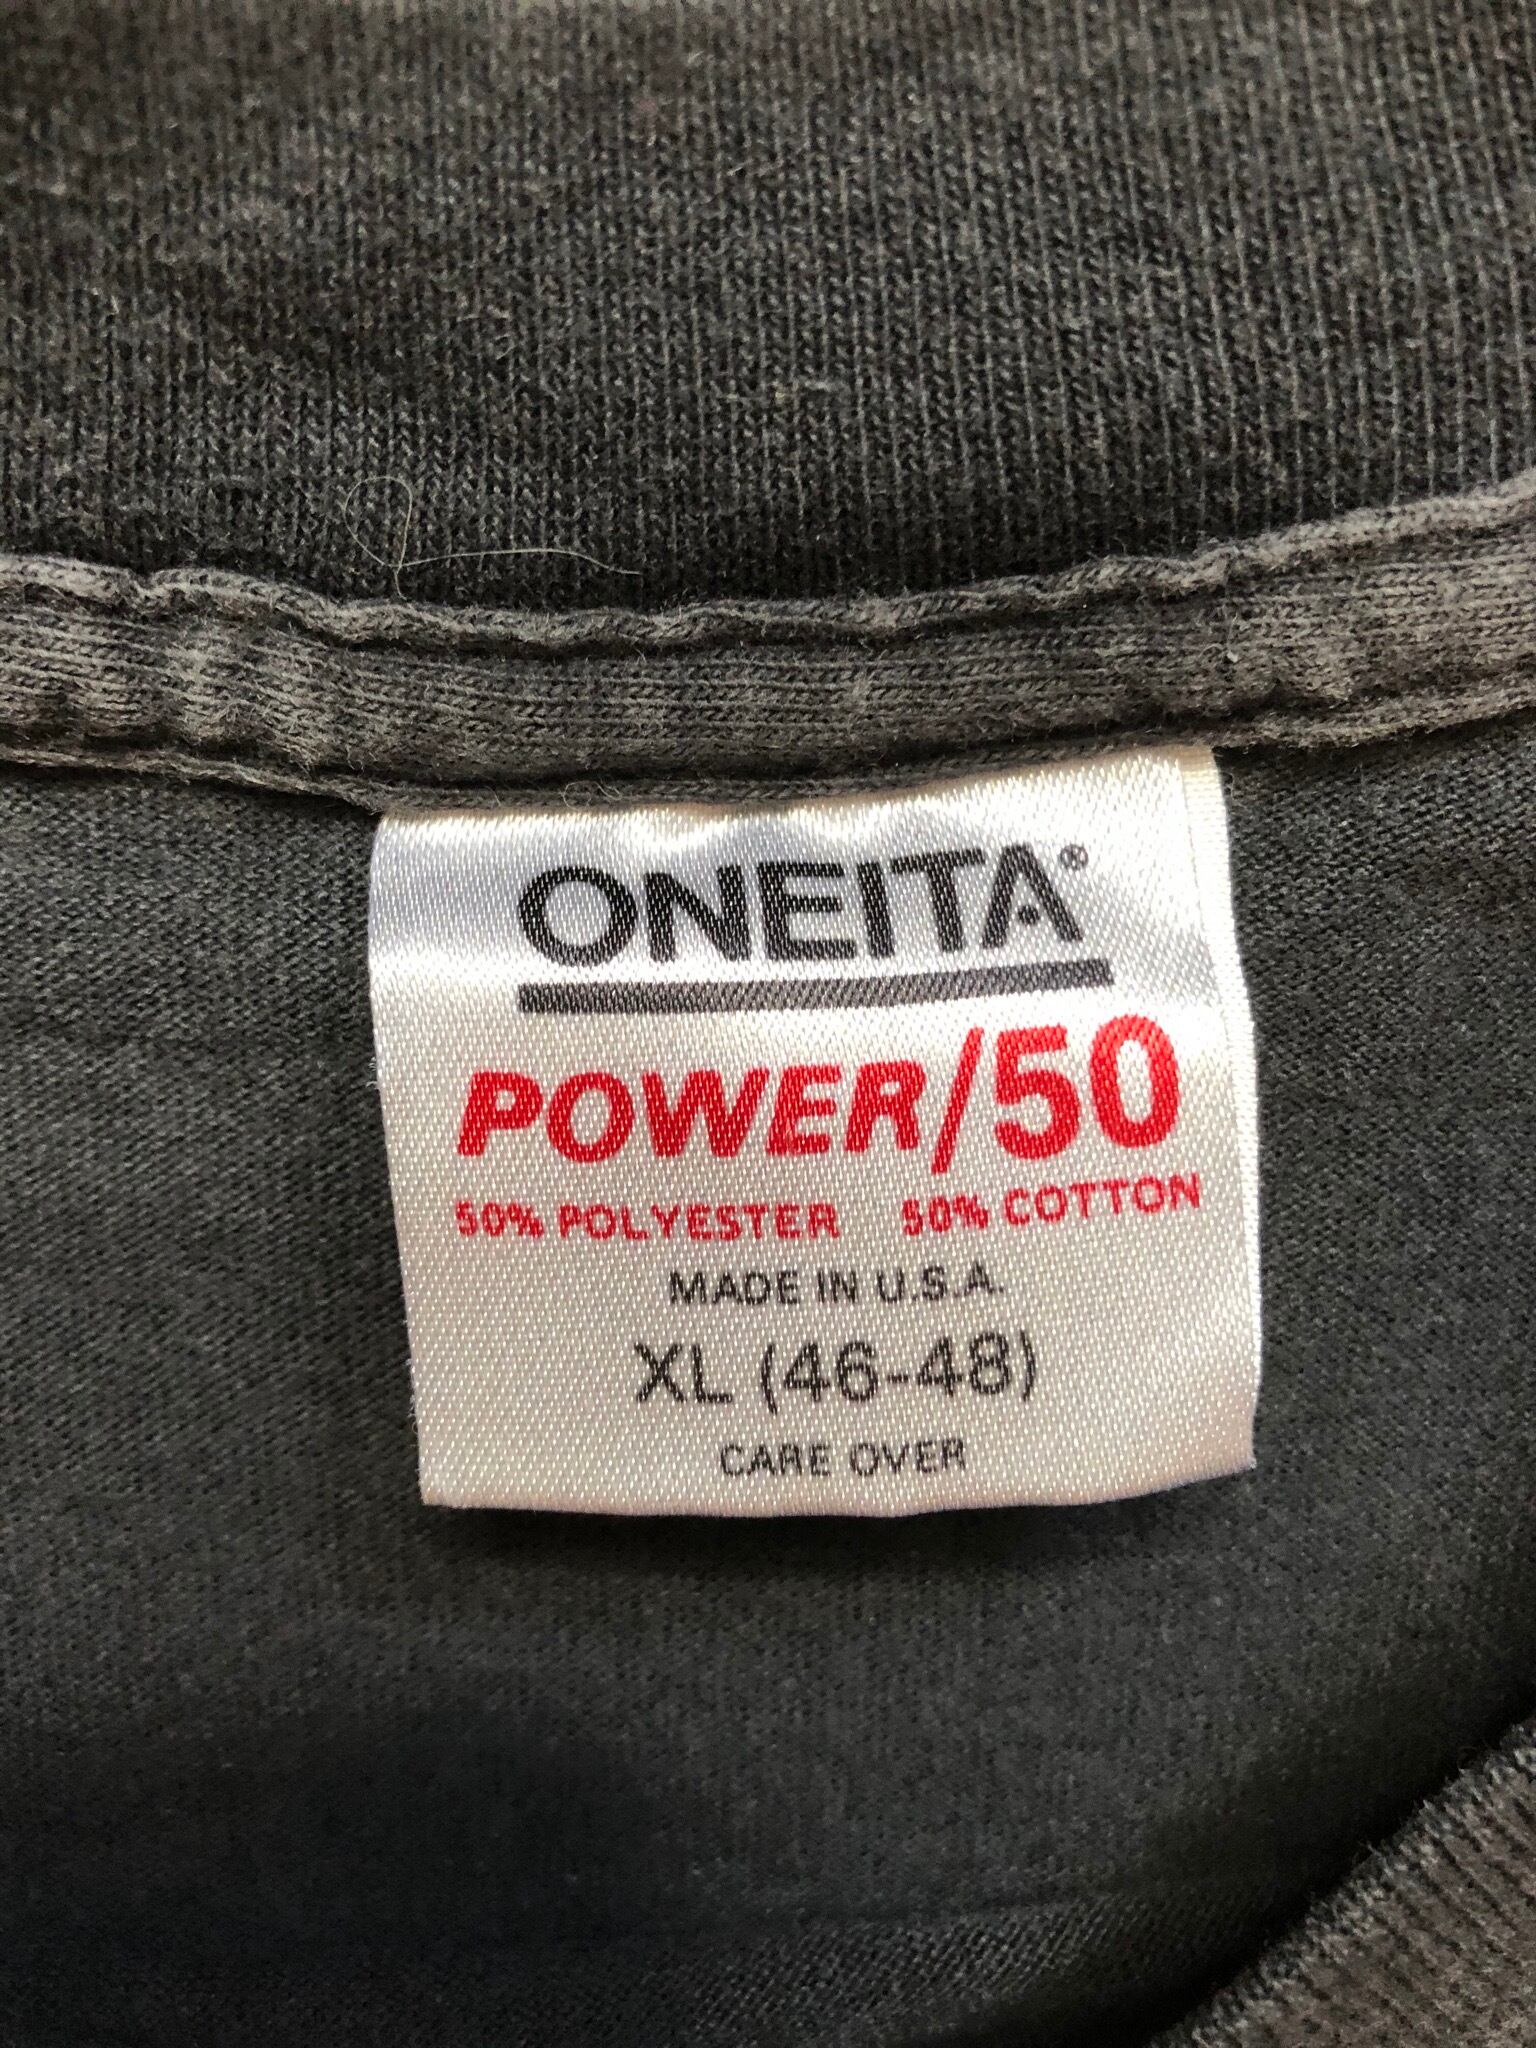 ONEITA®
POWER/50
50% POLYESTER 50% COTTON
MADE IN U.S.A.
XL (46-48)
CARE OVER